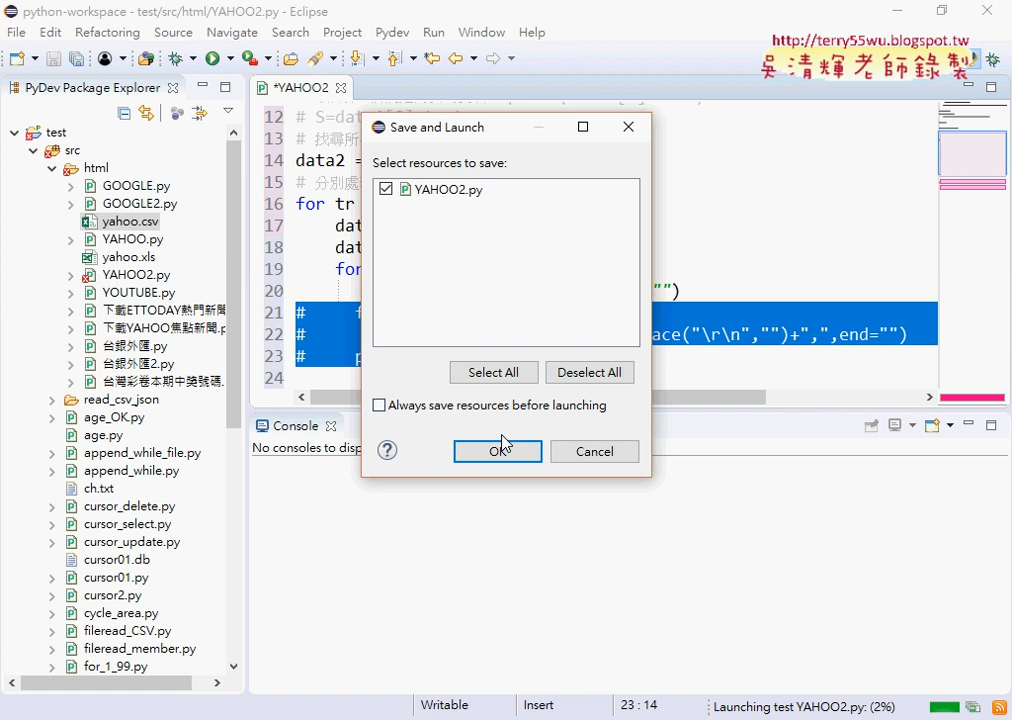 python-workspace - test/src/html/YAHOO2.py - Eclipse
File Edit Refactoring Source Navigate Search Project Pydev Run Window Help
http://terry55wu.blogspot.tw
吳清輝老師錄製
PyDev Package Explorer
*YAHOO2
test
src
html
GOOGLE.py
GOOGLE2.py
yahoo.csv
YAHOO.py
yahoo.xls
YAHOO2.py
YOUTUBE.py
下載ETTODAY熱門新聞
下載YAHOO焦點新聞.p
台銀外匯.py
台銀外匯2.py
台灣彩卷本期中獎號碼.
read_csv_json
age_OK.py
age.py
append_while_file.py
append_while.py
ch.txt
cursor_delete.py
cursor_select.py
cursor_update.py
cursor01.db
cursor01.py
cursor2.py
cycle_area.py
fileread_CSV.py
fileread_member.py
for_1_99.py
12 # S=dat
13 # 找尋所
14 data2 =
15 # 分別處
16 for tr
17 dat
18 dat
19 for
20 "")
21 # f
22 # ace("\r\n","")+",",end="")
23 # p
24
Save and Launch
Select resources to save:
YAHOO2.py
Select All Deselect All
Always save resources before launching
OK Cancel
Console
No consoles to disp
Writable Insert 23 : 14 Launching test YAHOO2.py: (2%)